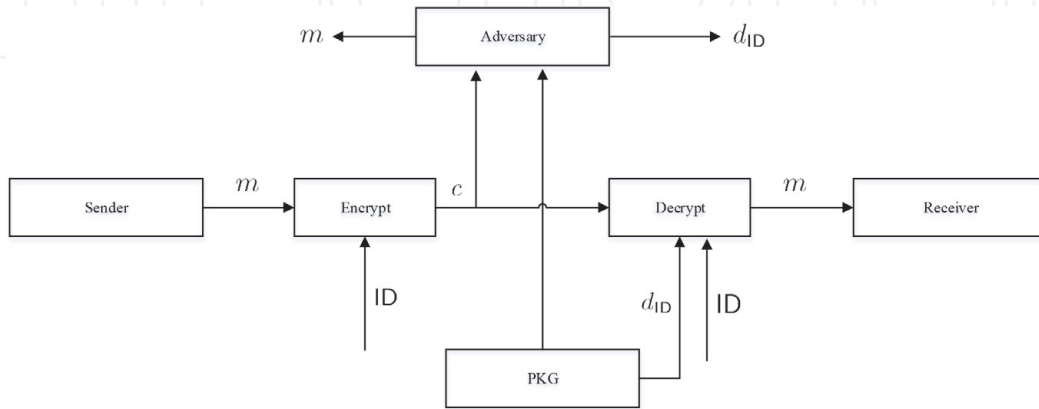 m
Adversary
d_ID
Sender
m
Encrypt
c
Decrypt
m
Receiver
ID
d_ID
ID
PKG